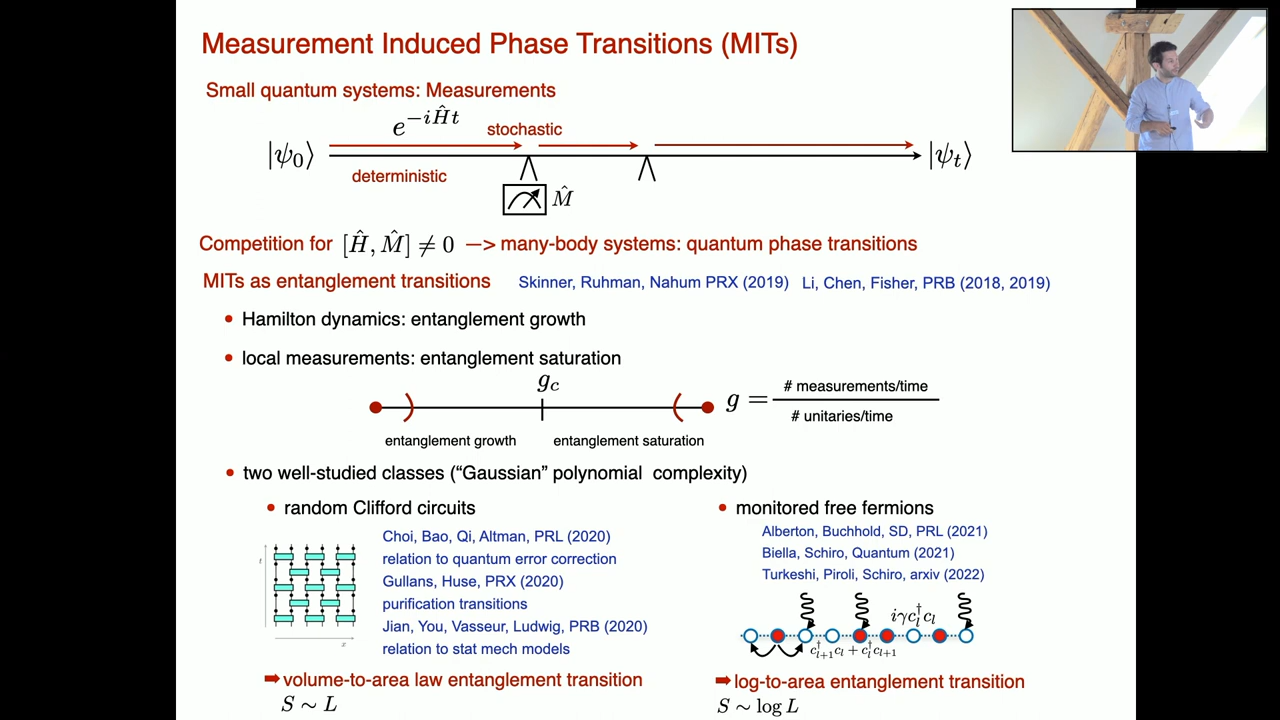 Measurement Induced Phase Transitions (MITs)
Small quantum systems: Measurements
e^{-iĤt}
stochastic
|ψ₀⟩
|ψₜ⟩
deterministic
M̂
Competition for [Ĥ, M̂] ≠ 0 —> many-body systems: quantum phase transitions
MITs as entanglement transitions Skinner, Ruhman, Nahum PRX (2019) Li, Chen, Fisher, PRB (2018, 2019)
• Hamilton dynamics: entanglement growth
• local measurements: entanglement saturation
g_c
g = # measurements/time
# unitaries/time
entanglement growth entanglement saturation
• two well-studied classes (“Gaussian” polynomial complexity)
• random Clifford circuits
Choi, Bao, Qi, Altman, PRL (2020)
relation to quantum error correction
Gullans, Huse, PRX (2020)
purification transitions
Jian, You, Vasseur, Ludwig, PRB (2020)
relation to stat mech models
t
x
➡ volume-to-area law entanglement transition
S ∼ L
• monitored free fermions
Alberton, Buchhold, SD, PRL (2021)
Biella, Schiro, Quantum (2021)
Turkeshi, Piroli, Schiro, arxiv (2022)
iγc†_l c_l
c†_{l+1}c_l + c†_l c_{l+1}
➡ log-to-area entanglement transition
S ∼ log L